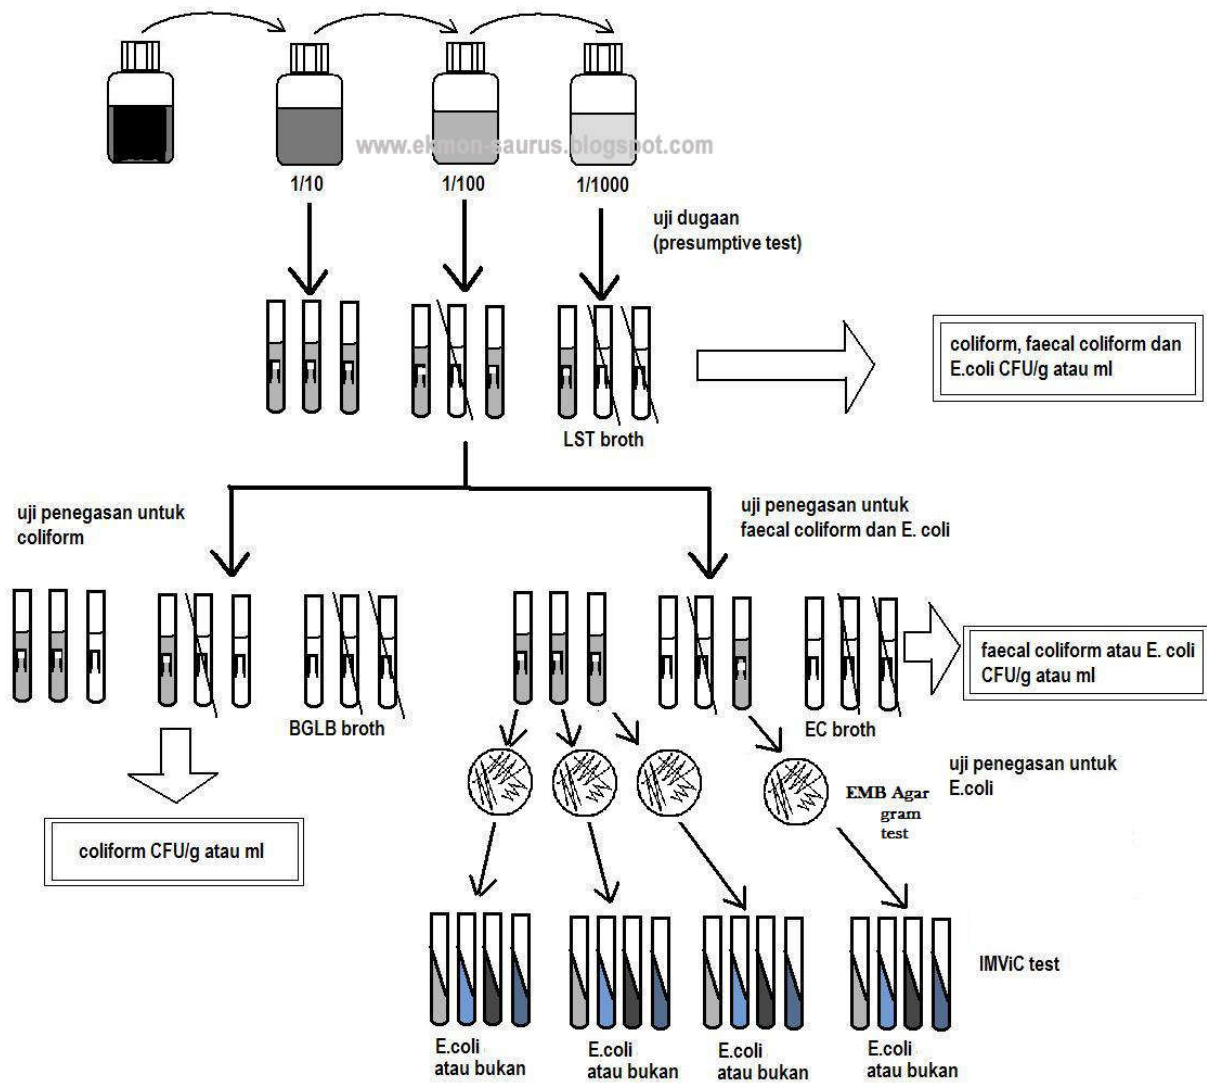 www.ekmon-saurus.blogspot.com
1/10
1/100
1/1000
uji dugaan
(presumptive test)
coliform, faecal coliform dan
E.coli CFU/g atau ml
LST broth
uji penegasan untuk
coliform
uji penegasan untuk
faecal coliform dan E. coli
faecal coliform atau E. coli
CFU/g atau ml
BGLB broth
EC broth
uji penegasan untuk
E.coli
EMB Agar
gram
test
coliform CFU/g atau ml
IMViC test
E.coli
atau bukan
E.coli
atau bukan
E.coli
atau bukan
E.coli
atau bukan